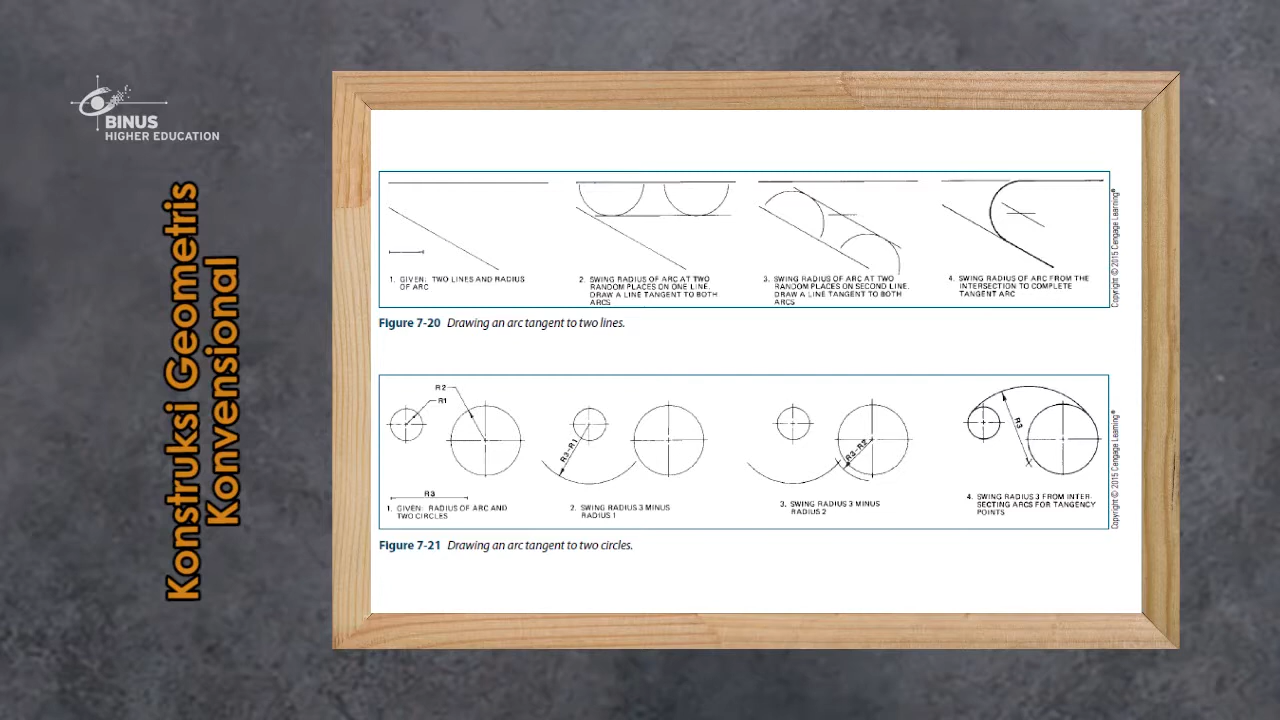 BINUS
HIGHER EDUCATION
Konstruksi Geometris
Konvensional
1. GIVEN: TWO LINES AND RADIUS
OF ARC
2. SWING RADIUS OF ARC AT TWO
RANDOM PLACES ON ONE LINE.
DRAW A LINE TANGENT TO BOTH
ARCS
3. SWING RADIUS OF ARC AT TWO
RANDOM PLACES ON SECOND LINE.
DRAW A LINE TANGENT TO BOTH
ARCS
4. SWING RADIUS OF ARC FROM THE
INTERSECTION TO COMPLETE
TANGENT ARC
Copyright © 2015 Cengage Learning®
Figure 7-20 Drawing an arc tangent to two lines.
R2
R1
R3
1. GIVEN: RADIUS OF ARC AND
TWO CIRCLES
R3-R1
2. SWING RADIUS 3 MINUS
RADIUS 1
R3-R2
3. SWING RADIUS 3 MINUS
RADIUS 2
R3
4. SWING RADIUS 3 FROM INTER-
SECTING ARCS FOR TANGENCY
POINTS
Copyright © 2015 Cengage Learning®
Figure 7-21 Drawing an arc tangent to two circles.